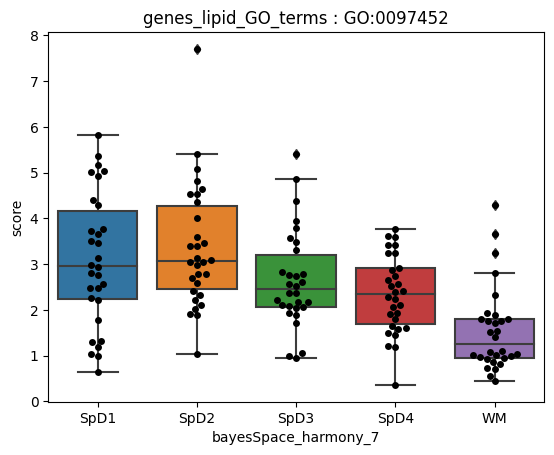 genes_lipid_GO_terms : GO:0097452
8
7
6
5
4
3
2
1
0
score
SpD1 SpD2 SpD3 SpD4 WM
bayesSpace_harmony_7